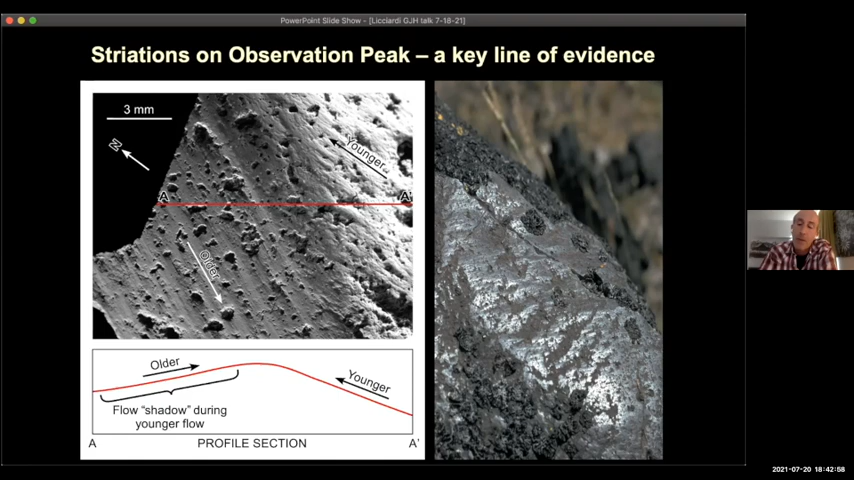 PowerPoint Slide Show - [Licciardi GJH talk 7-18-21]
Striations on Observation Peak – a key line of evidence
3 mm
N
Younger
A
A'
Older
Older
Younger
Flow “shadow” during
younger flow
A
PROFILE SECTION
A'
2021-07-20 18:42:58